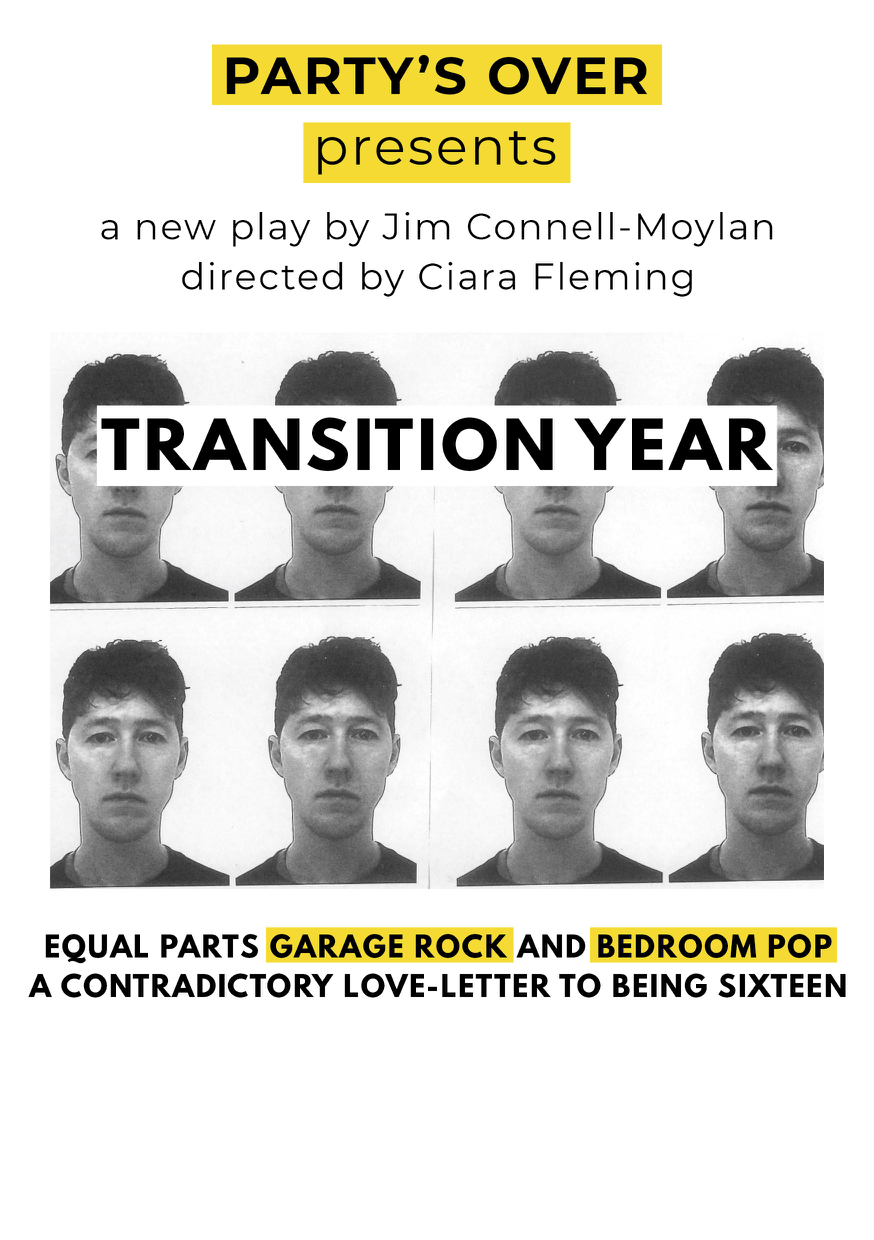 PARTY’S OVER
presents
a new play by Jim Connell-Moylan
directed by Ciara Fleming
TRANSITION YEAR
EQUAL PARTS GARAGE ROCK AND BEDROOM POP
A CONTRADICTORY LOVE-LETTER TO BEING SIXTEEN